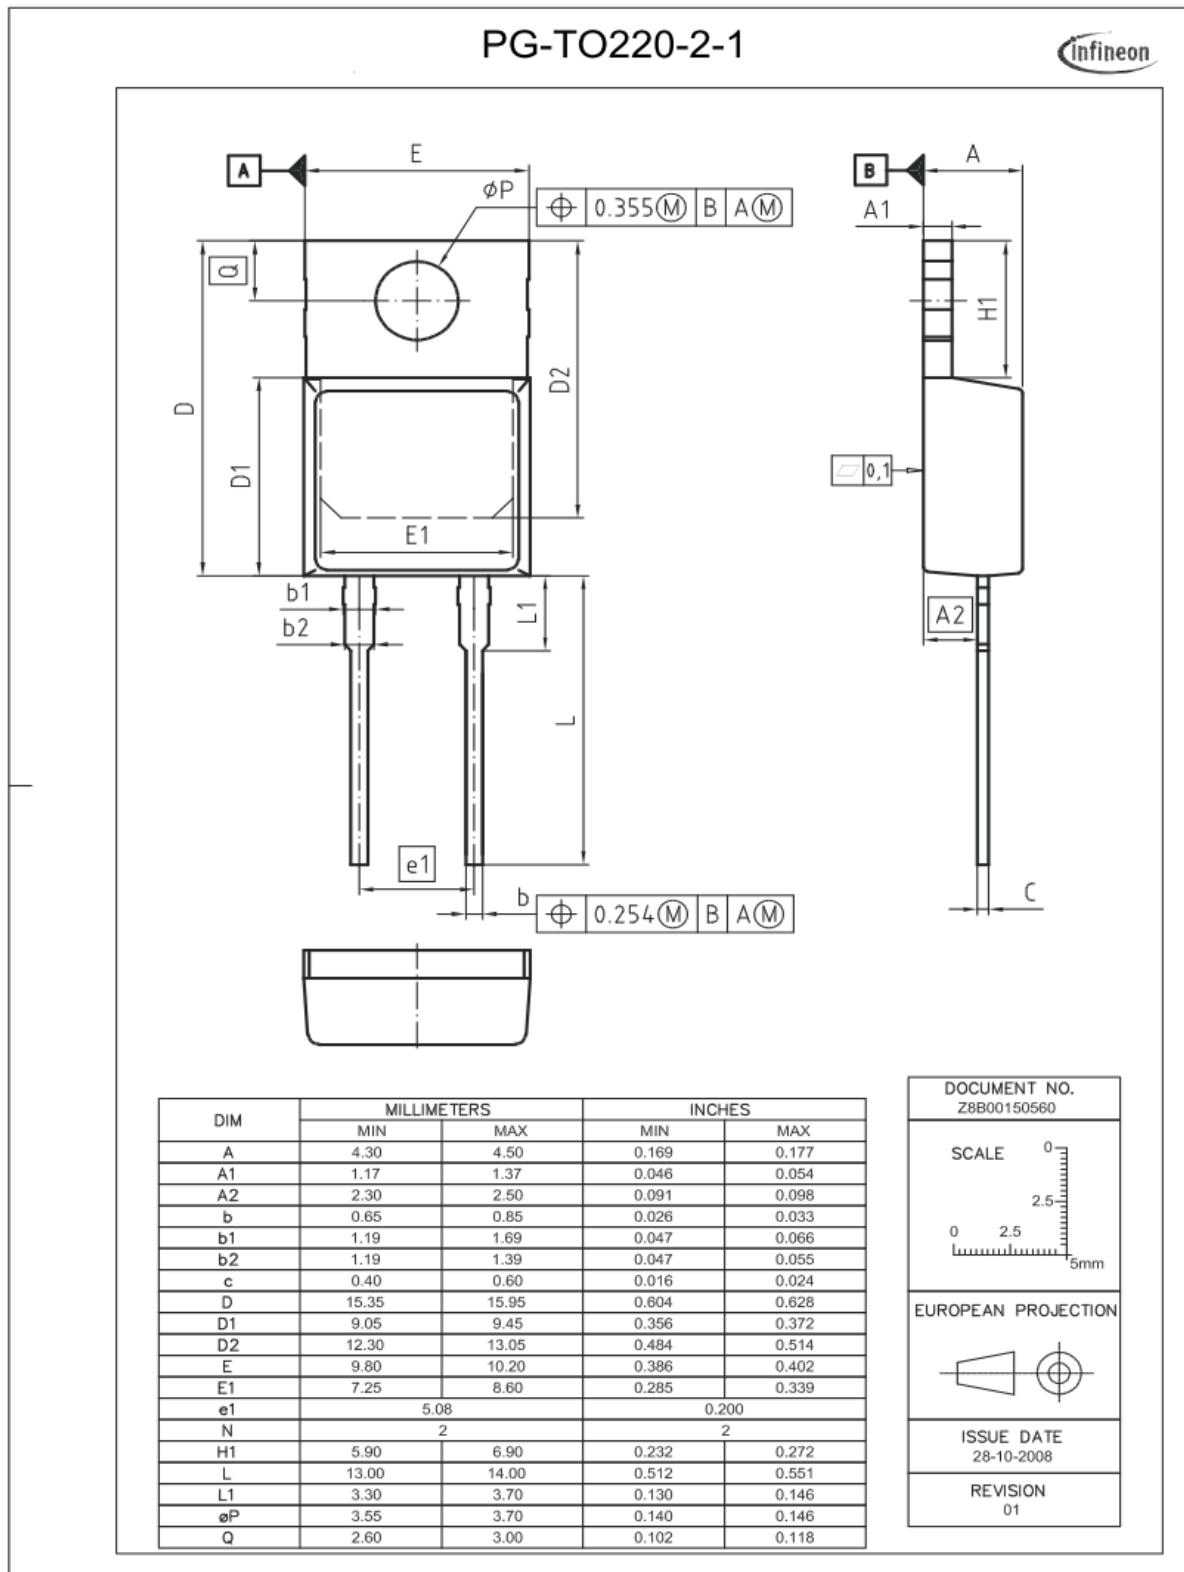 PG-TO220-2-1
infineon
A E
øP
0.355 Ⓜ B A Ⓜ
B A
A1
Q
H1
D2
D
D1
0,1
E1
b1
b2
L1
A2
L
e1
b
0.254 Ⓜ B A Ⓜ
C
DIM MILLIMETERS INCHES
MIN MAX MIN MAX
A 4.30 4.50 0.169 0.177
A1 1.17 1.37 0.046 0.054
A2 2.30 2.50 0.091 0.098
b 0.65 0.85 0.026 0.033
b1 1.19 1.69 0.047 0.066
b2 1.19 1.39 0.047 0.055
c 0.40 0.60 0.016 0.024
D 15.35 15.95 0.604 0.628
D1 9.05 9.45 0.356 0.372
D2 12.30 13.05 0.484 0.514
E 9.80 10.20 0.386 0.402
E1 7.25 8.60 0.285 0.339
e1 5.08 0.200
N 2 2
H1 5.90 6.90 0.232 0.272
L 13.00 14.00 0.512 0.551
L1 3.30 3.70 0.130 0.146
øP 3.55 3.70 0.140 0.146
Q 2.60 3.00 0.102 0.118
DOCUMENT NO.
Z8B00150560
SCALE 0
2.5
0 2.5
5mm
EUROPEAN PROJECTION
ISSUE DATE
28-10-2008
REVISION
01